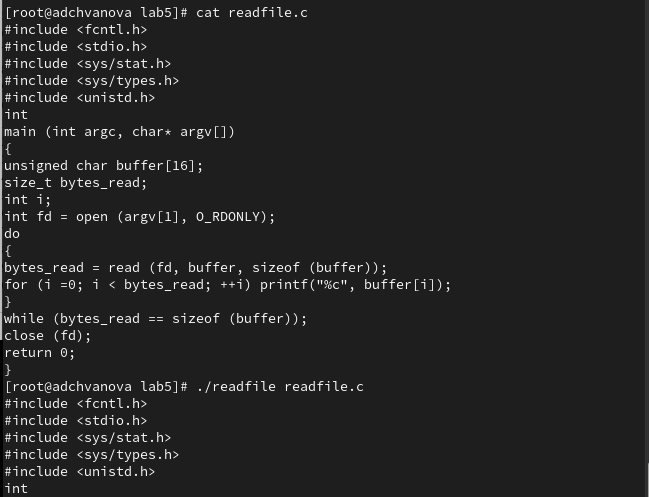 [root@adchvanova lab5]# cat readfile.c
#include <fcntl.h>
#include <stdio.h>
#include <sys/stat.h>
#include <sys/types.h>
#include <unistd.h>
int
main (int argc, char* argv[])
{
unsigned char buffer[16];
size_t bytes_read;
int i;
int fd = open (argv[1], O_RDONLY);
do
{
bytes_read = read (fd, buffer, sizeof (buffer));
for (i =0; i < bytes_read; ++i) printf("%c", buffer[i]);
}
while (bytes_read == sizeof (buffer));
close (fd);
return 0;
}
[root@adchvanova lab5]# ./readfile readfile.c
#include <fcntl.h>
#include <stdio.h>
#include <sys/stat.h>
#include <sys/types.h>
#include <unistd.h>
int